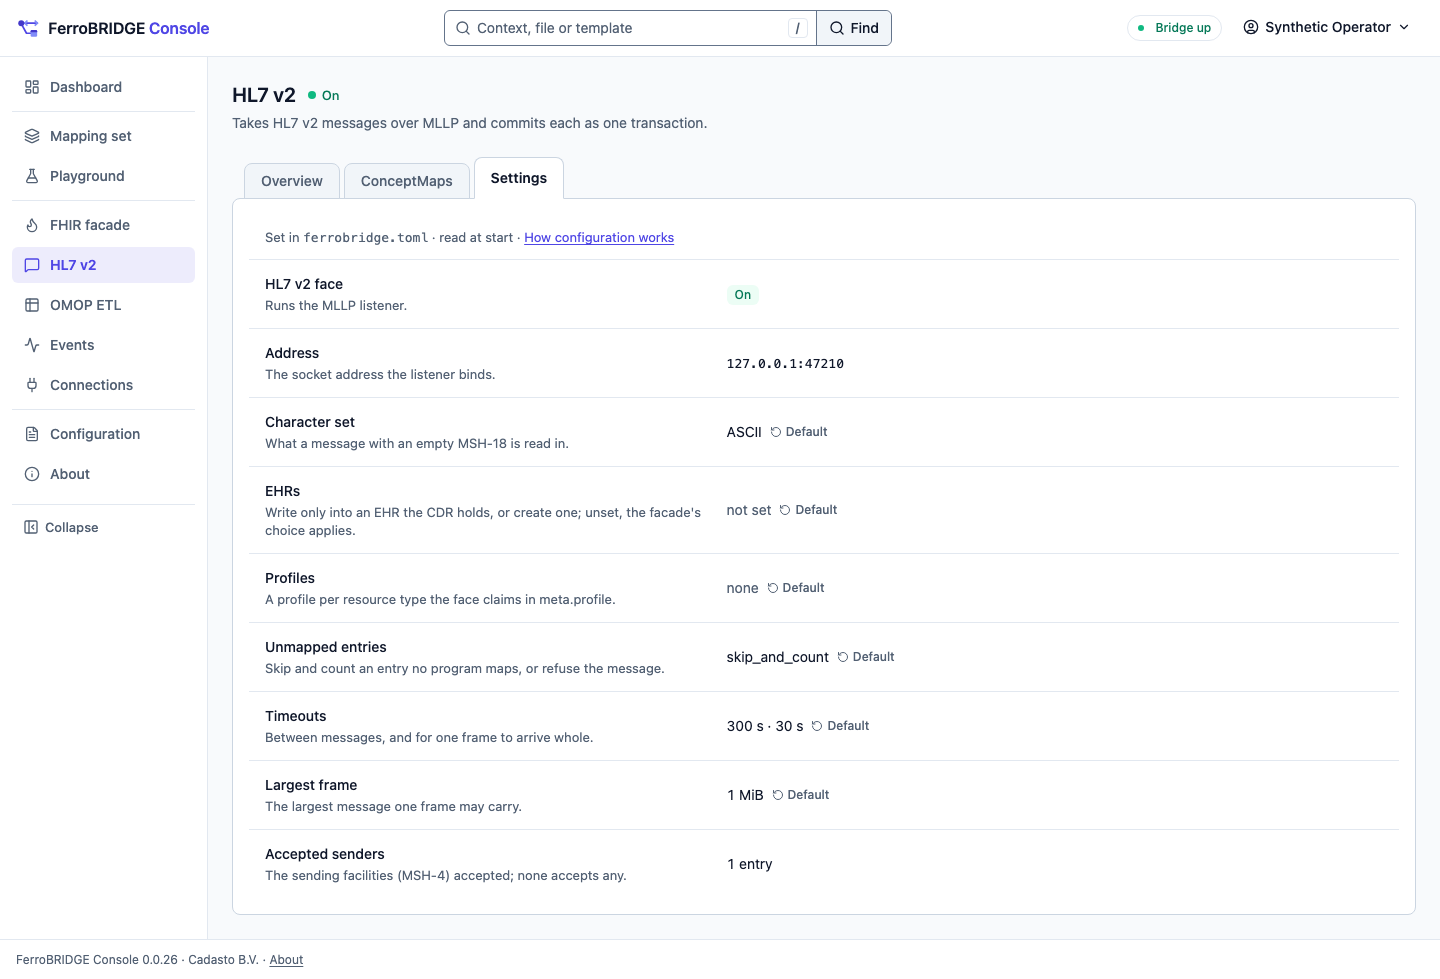 FerroBRIDGE Console
Context, file or template
/
Find
Bridge up
Synthetic Operator
Dashboard
Mapping set
Playground
FHIR facade
HL7 v2
OMOP ETL
Events
Connections
Configuration
About
Collapse
HL7 v2
On
Takes HL7 v2 messages over MLLP and commits each as one transaction.
Overview
ConceptMaps
Settings
Set in ferrobridge.toml · read at start · How configuration works
HL7 v2 face
Runs the MLLP listener.
On
Address
The socket address the listener binds.
127.0.0.1:47210
Character set
What a message with an empty MSH-18 is read in.
ASCII Default
EHRs
Write only into an EHR the CDR holds, or create one; unset, the facade's
choice applies.
not set Default
Profiles
A profile per resource type the face claims in meta.profile.
none Default
Unmapped entries
Skip and count an entry no program maps, or refuse the message.
skip_and_count Default
Timeouts
Between messages, and for one frame to arrive whole.
300 s · 30 s Default
Largest frame
The largest message one frame may carry.
1 MiB Default
Accepted senders
The sending facilities (MSH-4) accepted; none accepts any.
1 entry
FerroBRIDGE Console 0.0.26 · Cadasto B.V. · About